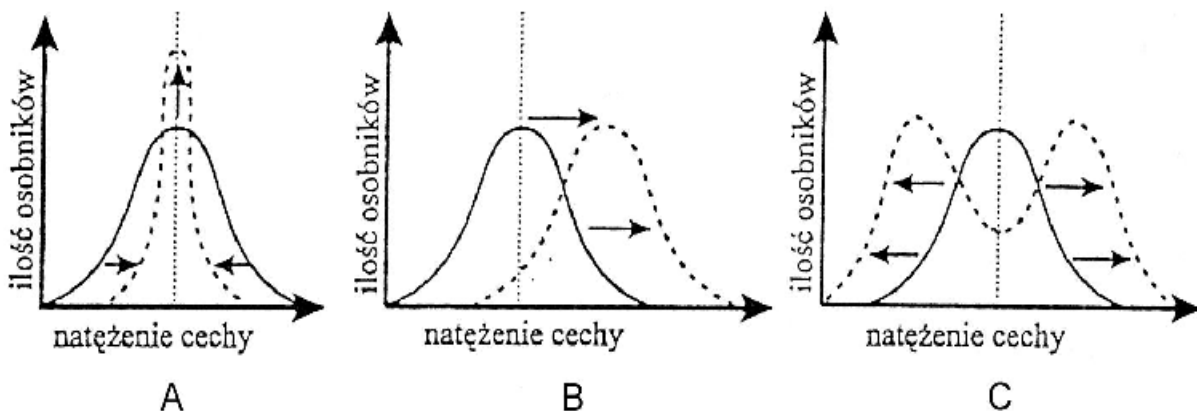 ilość osobników
natężenie cechy
A
ilość osobników
natężenie cechy
B
ilość osobników
natężenie cechy
C